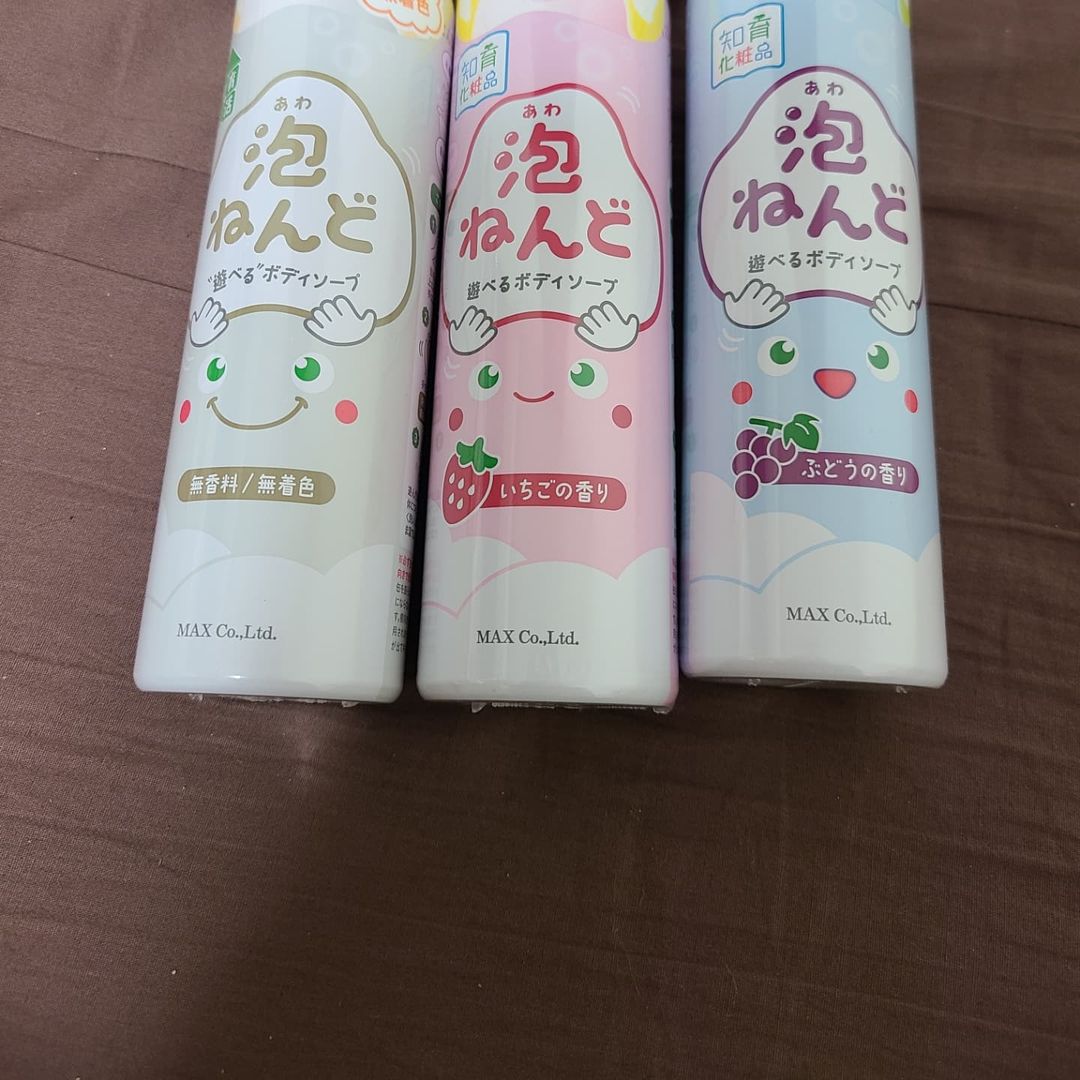 無着色
あわ
泡
ねんど
“遊べる”ボディソープ
無香料/無着色
MAX Co.,Ltd.
知育
化粧品
あわ
泡
ねんど
遊べるボディソープ
いちごの香り
MAX Co.,Ltd.
知育
化粧品
あわ
泡
ねんど
遊べるボディソープ
ぶどうの香り
MAX Co.,Ltd.